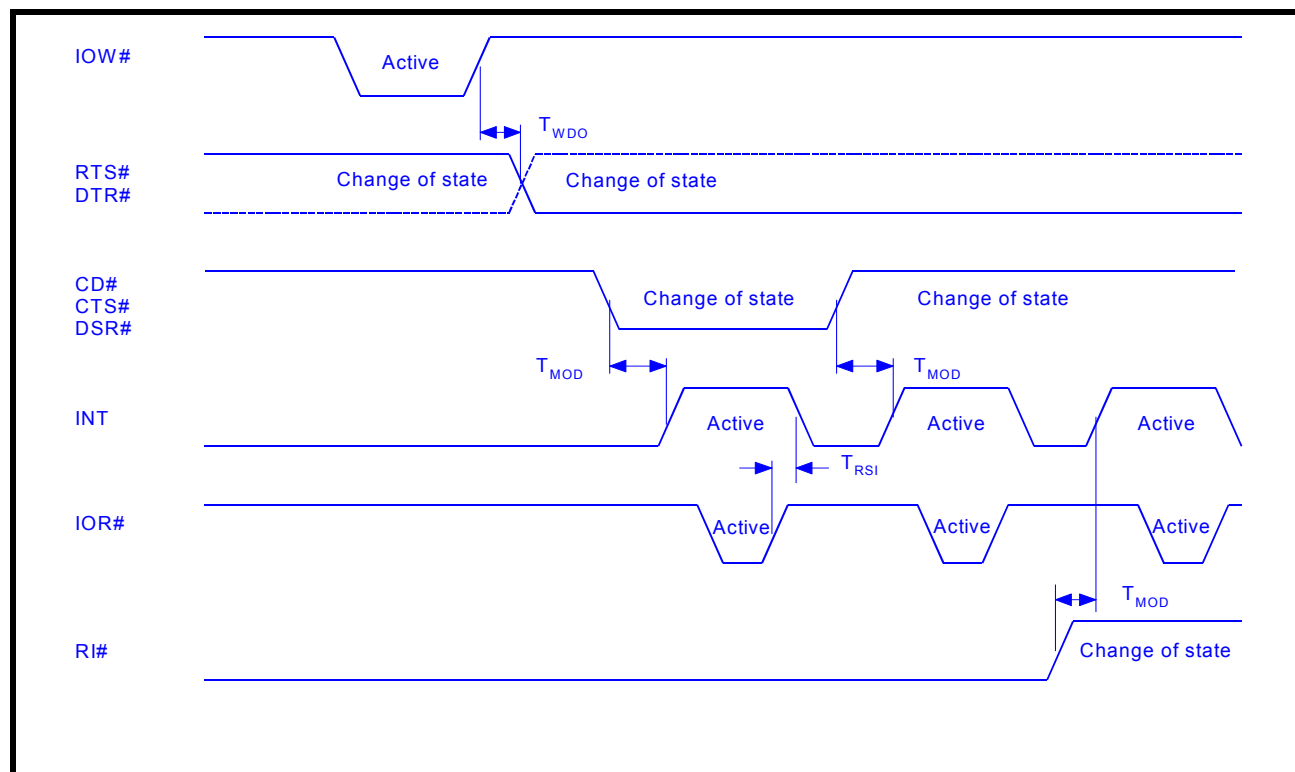 IOW#
Active
TWDO
RTS#
DTR#
Change of state
Change of state
CD#
CTS#
DSR#
Change of state
Change of state
TMOD
TMOD
INT
Active
Active
Active
TRSI
IOR#
Active
Active
Active
TMOD
RI#
Change of state